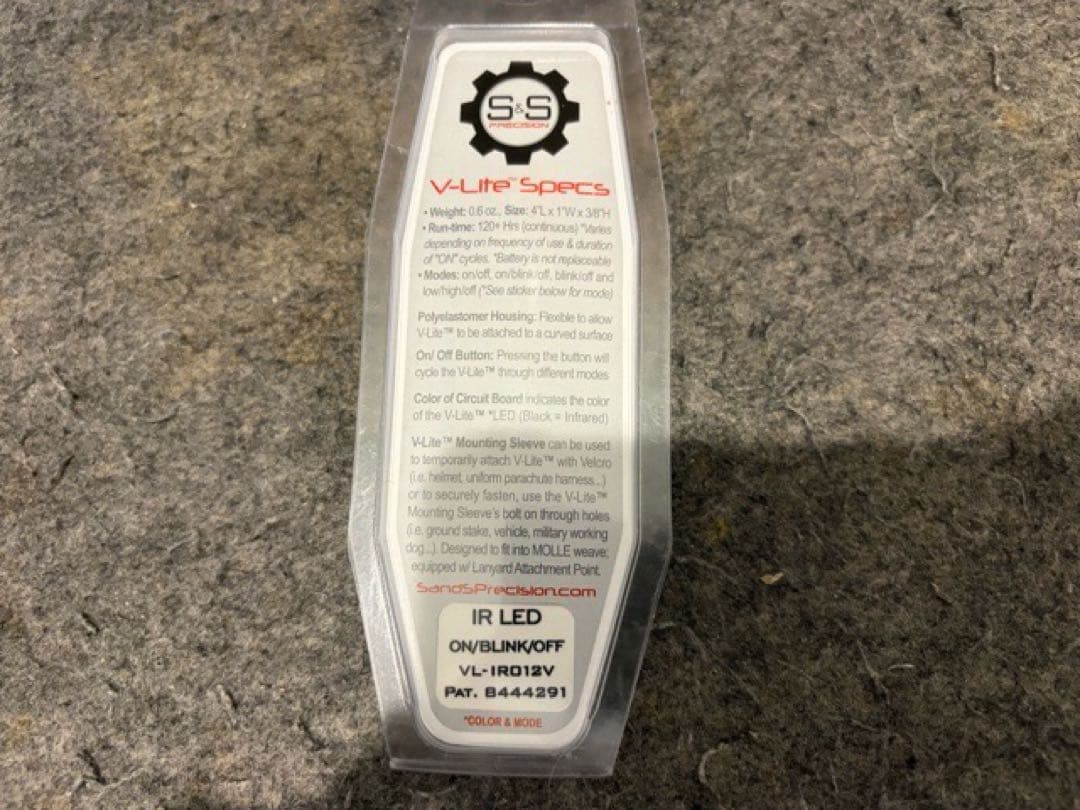 S&S
PRECISION
V-Lite™ Specs
• Weight: 0.6 oz., Size: 4"L x 1"W x 3/8"H
• Run-time: 120+ Hrs (continuous) *Varies
depending on frequency of use & duration
of "ON" cycles. *Battery is not replaceable
• Modes: on/off, on/blink/off, blink/off and
low/high/off (*See sticker below for mode)
Polyelastomer Housing: Flexible to allow
V-Lite™ to be attached to a curved surface
On/ Off Button: Pressing the button will
cycle the V-Lite™ through different modes
Color of Circuit Board indicates the color
of the V-Lite™ *LED (Black = Infrared)
V-Lite™ Mounting Sleeve can be used
to temporarily attach V-Lite™ with Velcro
(i.e. helmet, uniform parachute harness...)
or to securely fasten, use the V-Lite™
Mounting Sleeve's bolt on through holes
(i.e. ground stake, vehicle, military working
dog...). Designed to fit into MOLLE weave;
equipped w/ Lanyard Attachment Point.
SandSPrecision.com
IR LED
ON/BLINK/OFF
VL-IR012V
PAT. 8444291
*COLOR & MODE